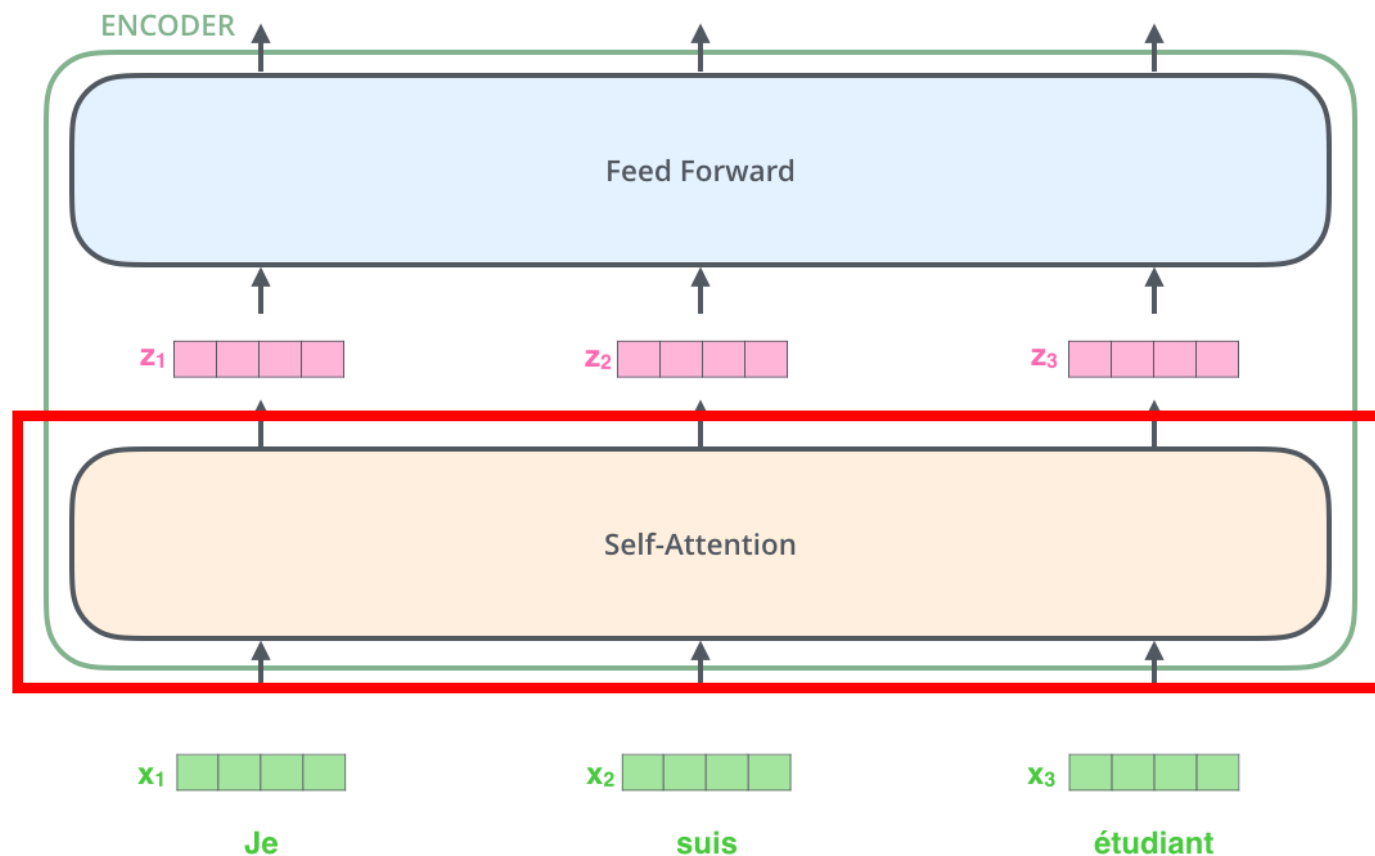 ENCODER
Feed Forward
z₁ z₂ z₃
Self-Attention
x₁ x₂ x₃
Je suis étudiant